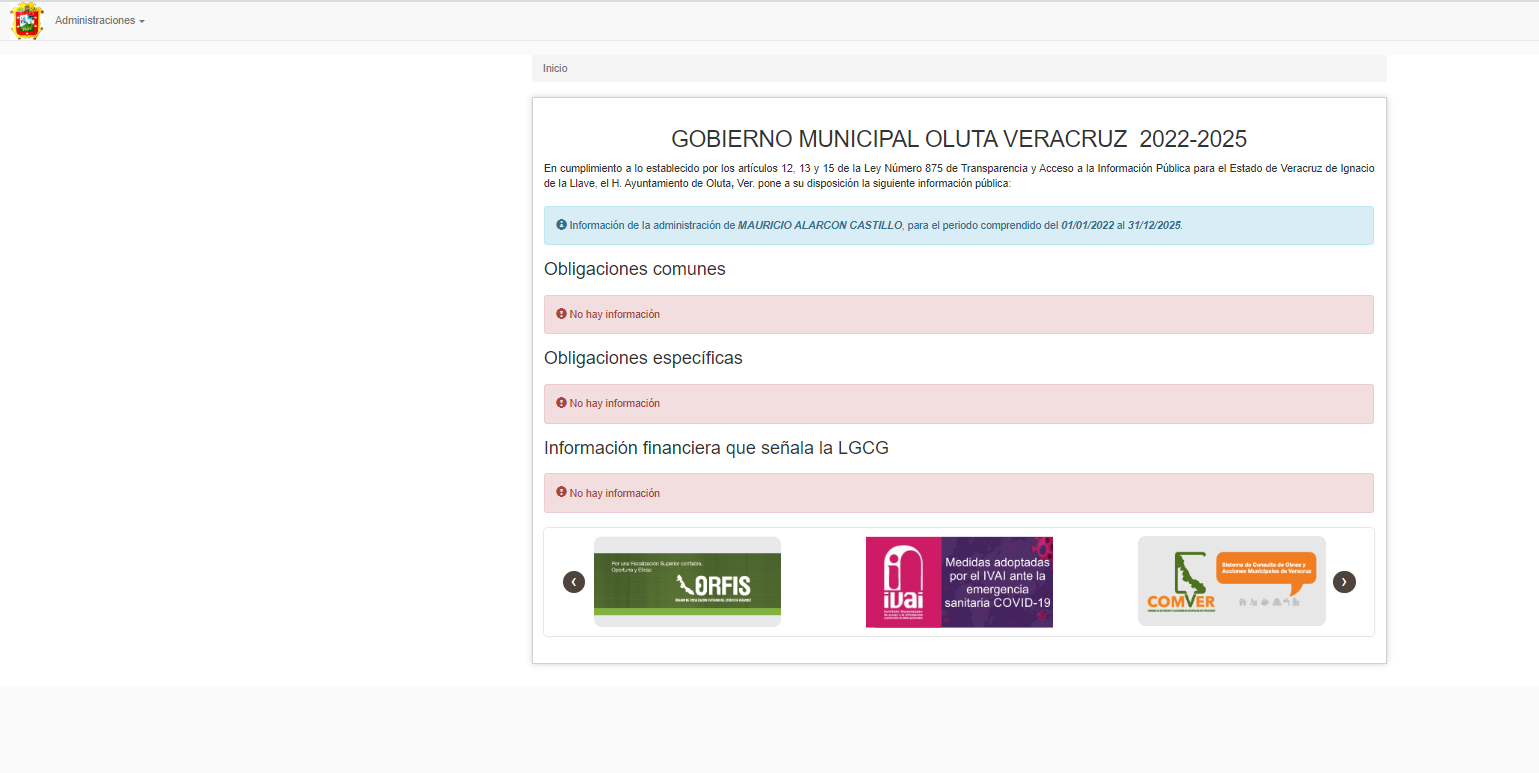 Administraciones
Inicio
GOBIERNO MUNICIPAL OLUTA VERACRUZ 2022-2025
En cumplimiento a lo establecido por los artículos 12, 13 y 15 de la Ley Número 875 de Transparencia y Acceso a la Información Pública para el Estado de Veracruz de Ignacio
de la Llave, el H. Ayuntamiento de Oluta, Ver. pone a su disposición la siguiente información pública:
Información de la administración de MAURICIO ALARCON CASTILLO, para el periodo comprendido del 01/01/2022 al 31/12/2025.
Obligaciones comunes
No hay información
Obligaciones específicas
No hay información
Información financiera que señala la LGCG
No hay información
Por una Fiscalización Superior confiable,
Oportuna y Eficaz
ORFIS
ivai
Medidas adoptadas
por el IVAI ante la
emergencia
sanitaria COVID-19
Sistema de Consulta de Obras y
Acciones Municipales de Veracruz
COMVER